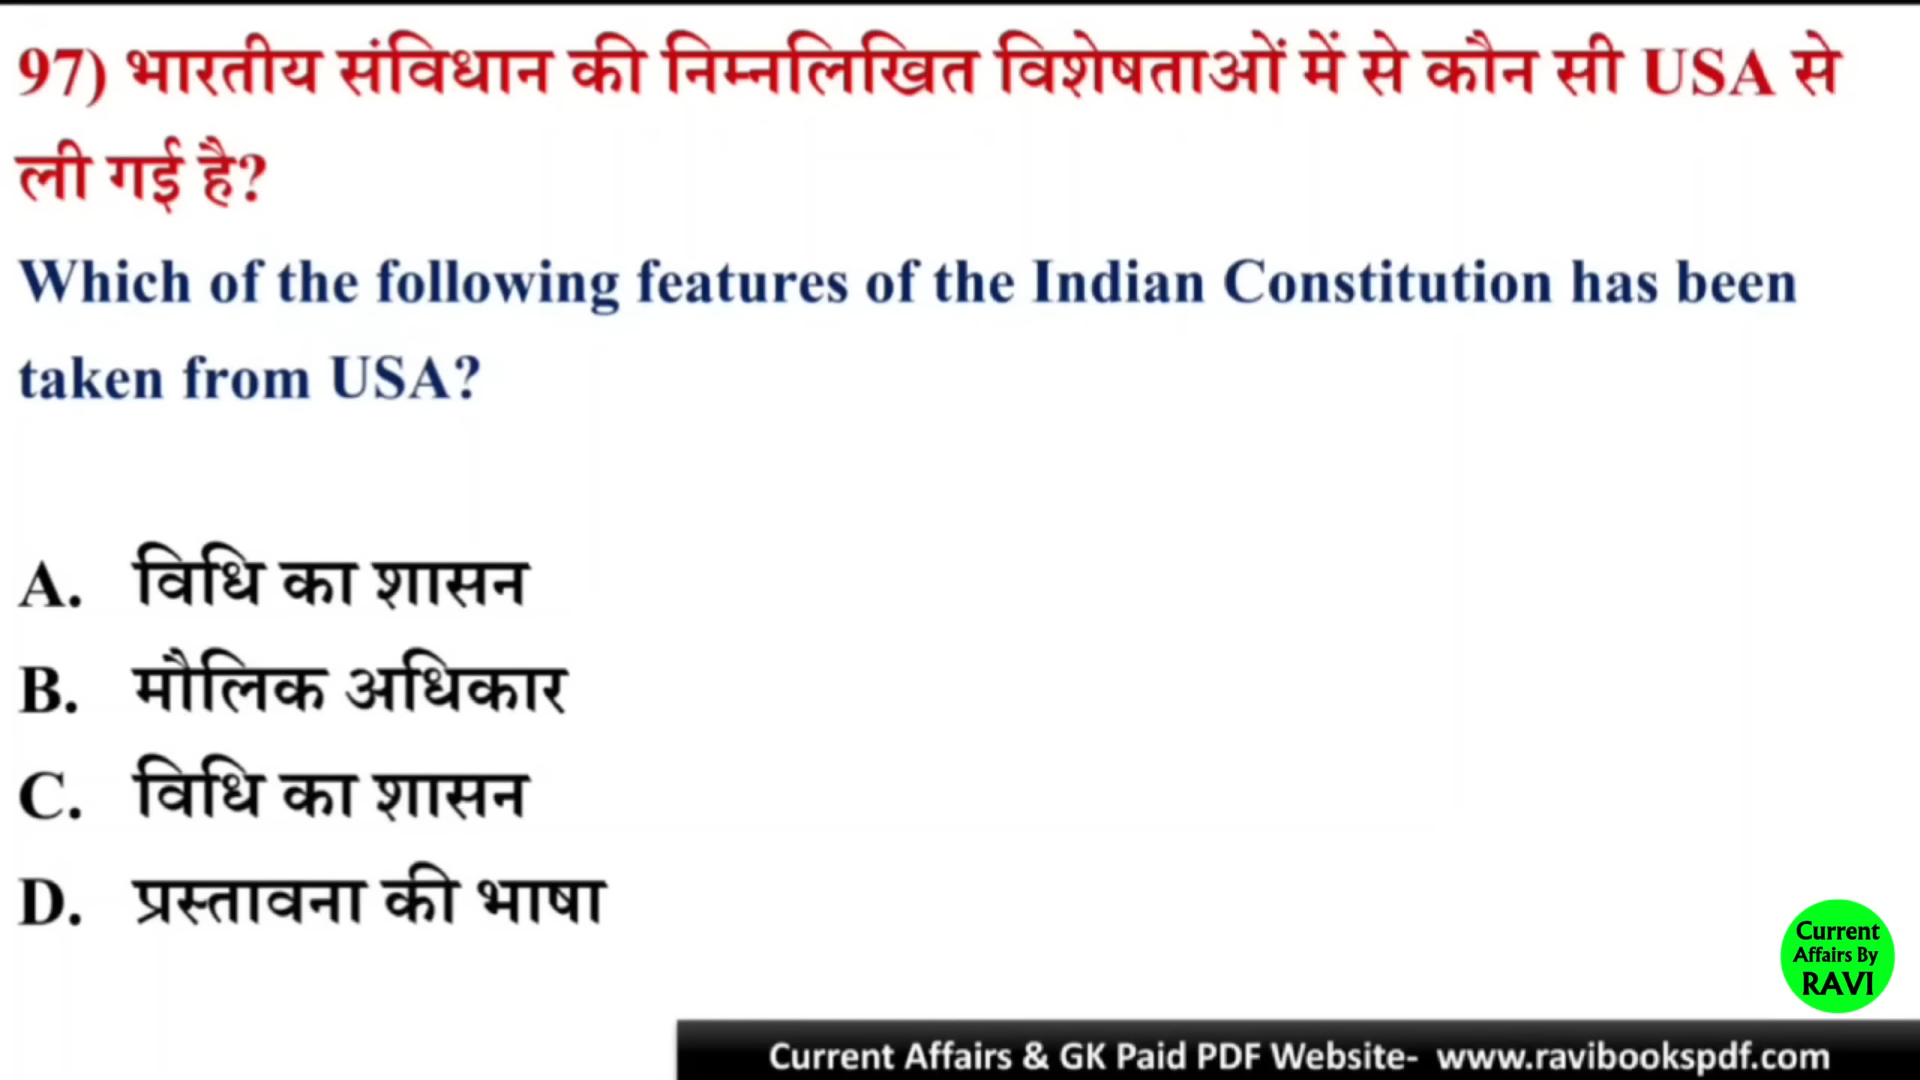 97) भारतीय संविधान की निम्नलिखित विशेषताओं में से कौन सी USA से
ली गई है?
Which of the following features of the Indian Constitution has been
taken from USA?
A. विधि का शासन
B. मौलिक अधिकार
C. विधि का शासन
D. प्रस्तावना की भाषा
Current
Affairs By
RAVI
Current Affairs & GK Paid PDF Website- www.ravibookspdf.com